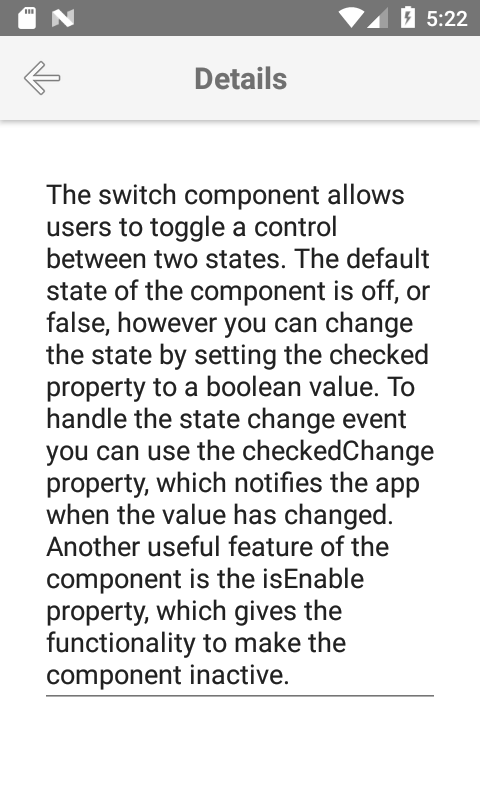 5:22
Details
The switch component allows
users to toggle a control
between two states. The default
state of the component is off, or
false, however you can change
the state by setting the checked
property to a boolean value. To
handle the state change event
you can use the checkedChange
property, which notifies the app
when the value has changed.
Another useful feature of the
component is the isEnable
property, which gives the
functionality to make the
component inactive.